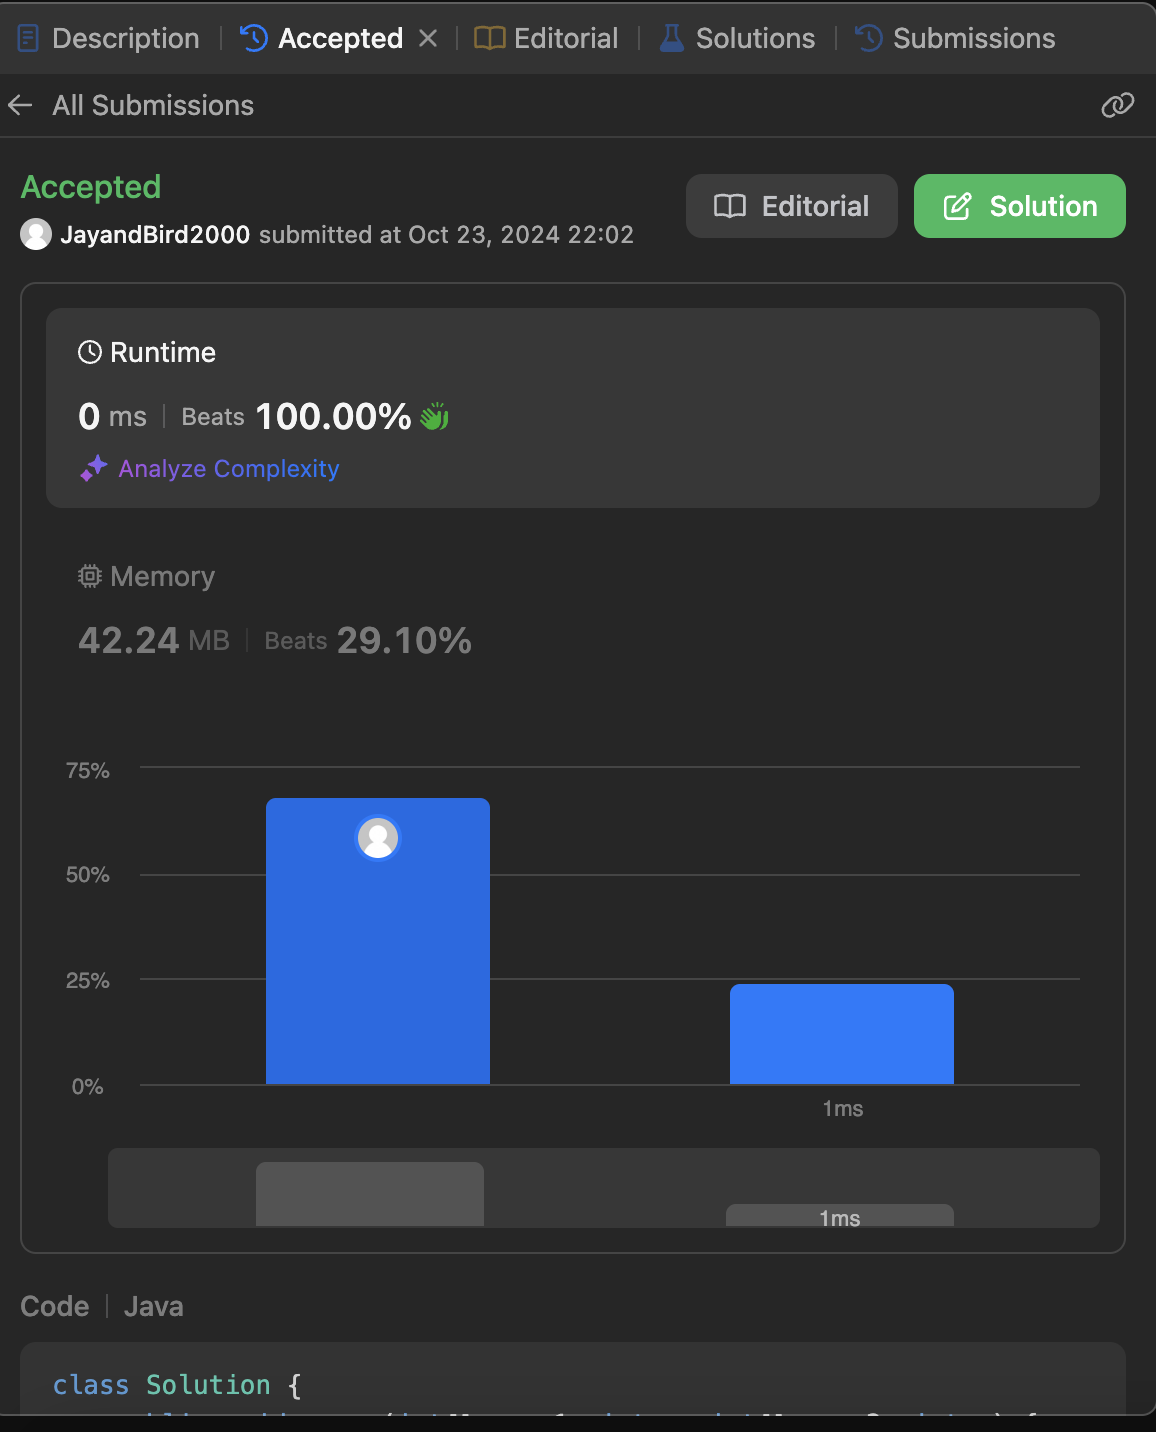 Description Accepted Editorial Solutions Submissions
All Submissions
Accepted
JayandBird2000 submitted at Oct 23, 2024 22:02
Editorial
Solution
Runtime
0 ms Beats 100.00%
Analyze Complexity
Memory
42.24 MB Beats 29.10%
75%
50%
25%
0%
1ms
1ms
Code Java
class Solution {